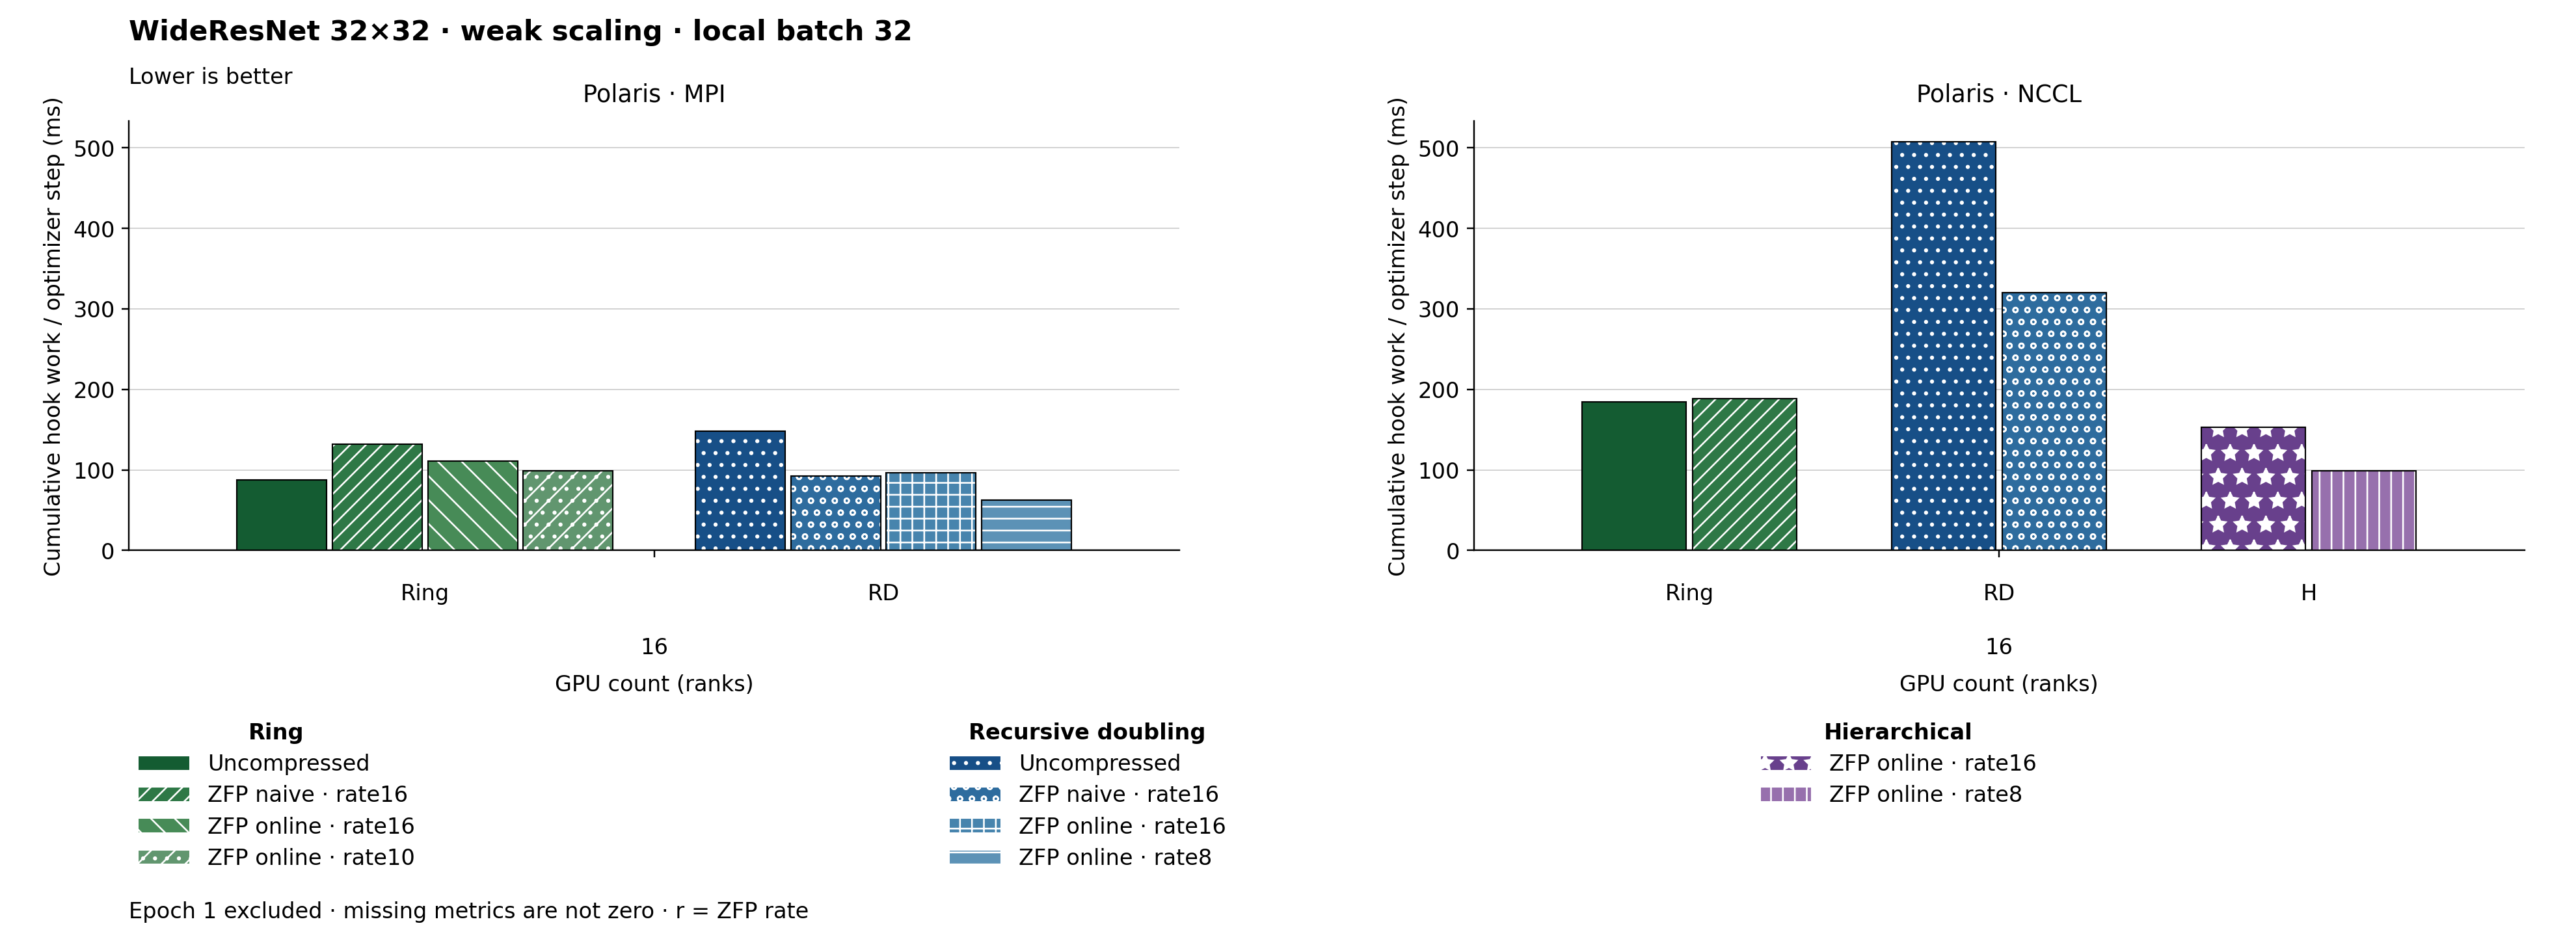 WideResNet 32×32 · weak scaling · local batch 32
Lower is better
Polaris · MPI
Cumulative hook work / optimizer step (ms)
500
400
300
200
100
0
Ring
RD
16
GPU count (ranks)
Polaris · NCCL
Cumulative hook work / optimizer step (ms)
500
400
300
200
100
0
Ring
RD
H
16
GPU count (ranks)
Ring
Uncompressed
ZFP naive · rate16
ZFP online · rate16
ZFP online · rate10
Recursive doubling
Uncompressed
ZFP naive · rate16
ZFP online · rate16
ZFP online · rate8
Hierarchical
ZFP online · rate16
ZFP online · rate8
Epoch 1 excluded · missing metrics are not zero · r = ZFP rate